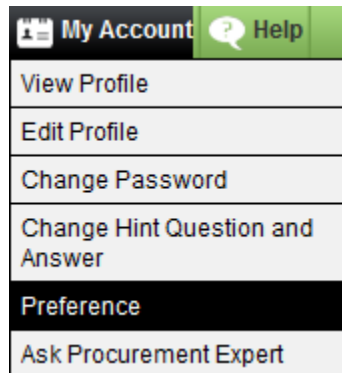 My Account Help
View Profile
Edit Profile
Change Password
Change Hint Question and
Answer
Preference
Ask Procurement Expert